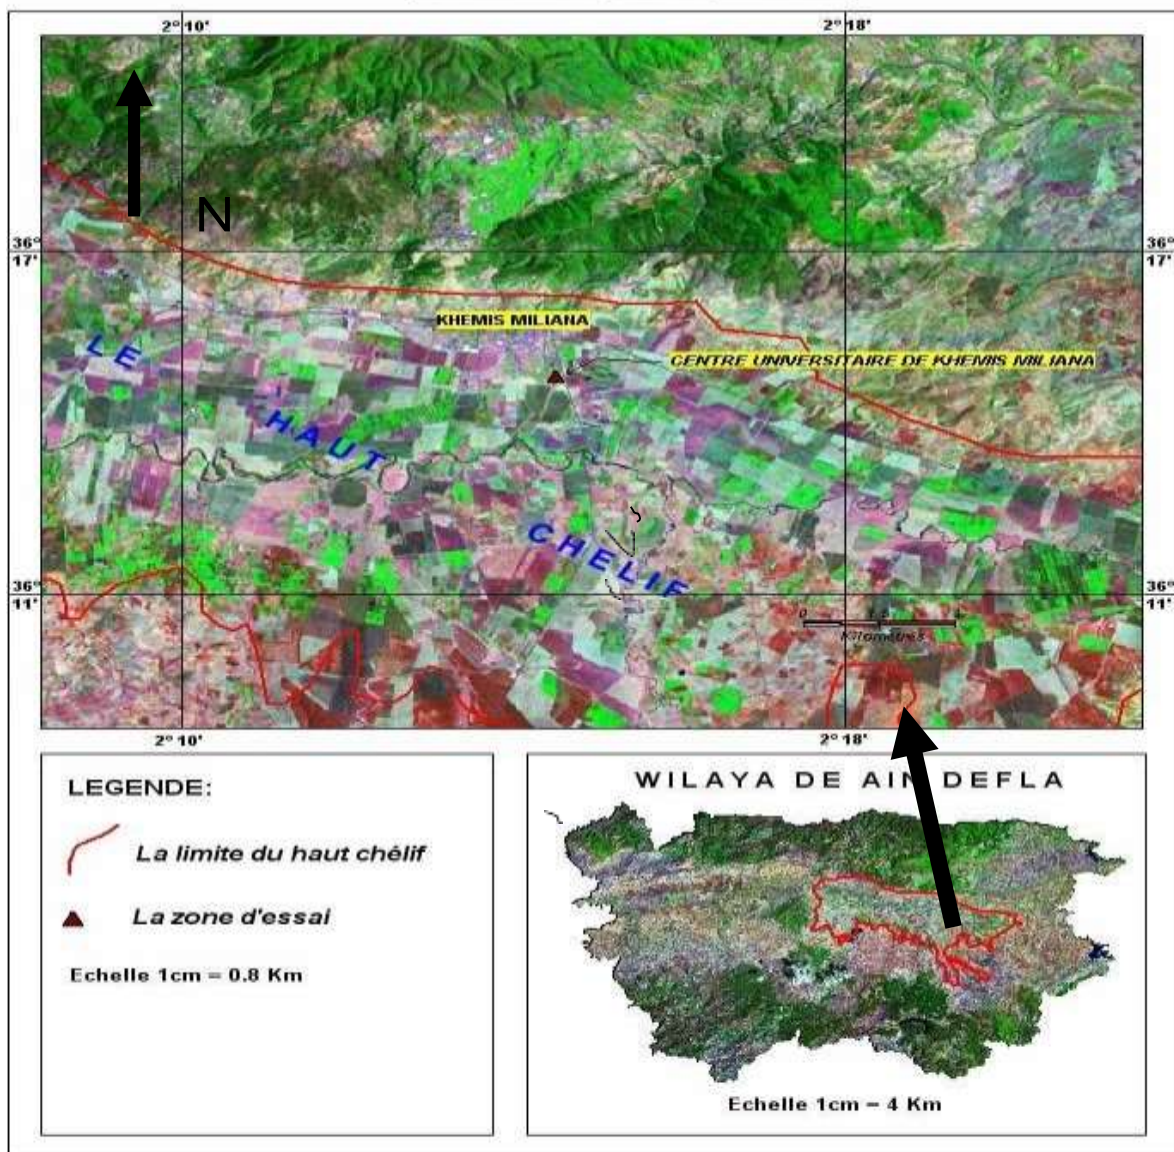 2° 10' 2° 18'
N
36° 17' 36° 17'
KHEMIS MILIANA
CENTRE UNIVERSITAIRE DE KHEMIS MILIANA
LE HAUT CHELIF
36° 11' 36° 11'
0
Kilometres
2° 10' 2° 18'
LEGENDE:
La limite du haut chélif
La zone d'essai
Echelle 1cm = 0.8 Km
WILAYA DE AIN DEFLA
Echelle 1cm – 4 Km